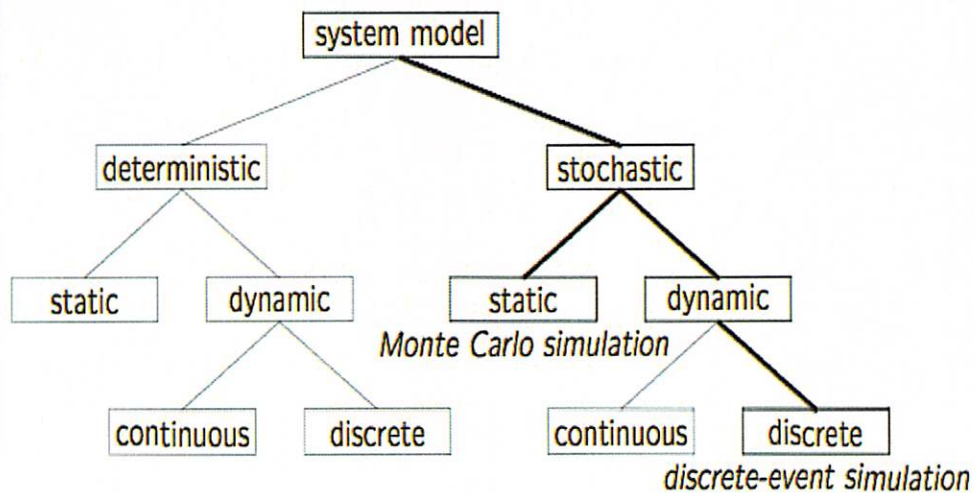 system model
deterministic
stochastic
static
dynamic
static
dynamic
Monte Carlo simulation
continuous
discrete
continuous
discrete
discrete-event simulation